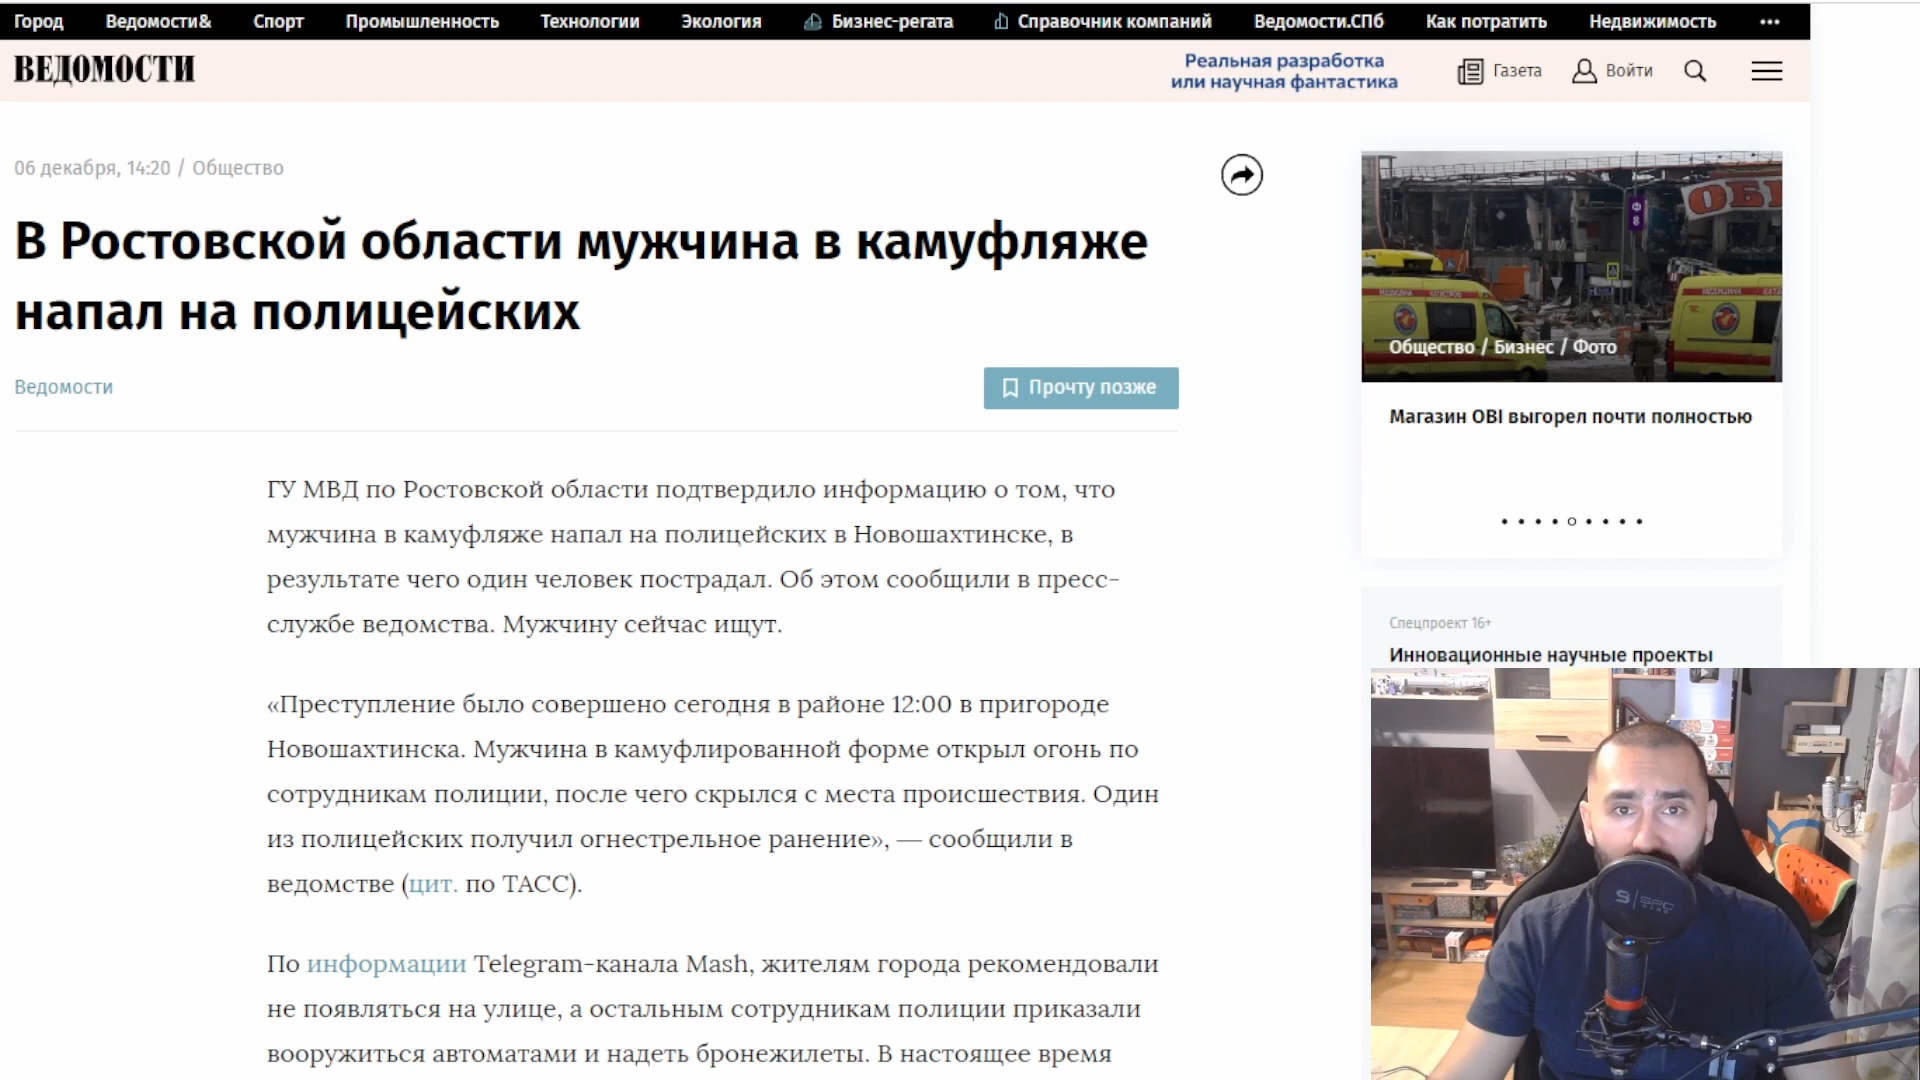 Город Ведомости& Спорт Промышленность Технологии Экология Бизнес-регата Справочник компаний Ведомости.СПб Как потратить Недвижимость •••
ВЕДОМОСТИ
Реальная разработка
или научная фантастика
Газета Войти
06 декабря, 14:20 / Общество
В Ростовской области мужчина в камуфляже
напал на полицейских
Ведомости
Прочту позже
ГУ МВД по Ростовской области подтвердило информацию о том, что
мужчина в камуфляже напал на полицейских в Новошахтинске, в
результате чего один человек пострадал. Об этом сообщили в пресс-
службе ведомства. Мужчину сейчас ищут.
«Преступление было совершено сегодня в районе 12:00 в пригороде
Новошахтинска. Мужчина в камуфлированной форме открыл огонь по
сотрудникам полиции, после чего скрылся с места происшествия. Один
из полицейских получил огнестрельное ранение», — сообщили в
ведомстве (цит. по ТАСС).
По информации Telegram-канала Mash, жителям города рекомендовали
не появляться на улице, а остальным сотрудникам полиции приказали
вооружиться автоматами и надеть бронежилеты. В настоящее время
ОБИ
Ф
8
Общество / Бизнес / Фото
Магазин OBI выгорел почти полностью
Спецпроект 16+
Инновационные научные проекты
SPC